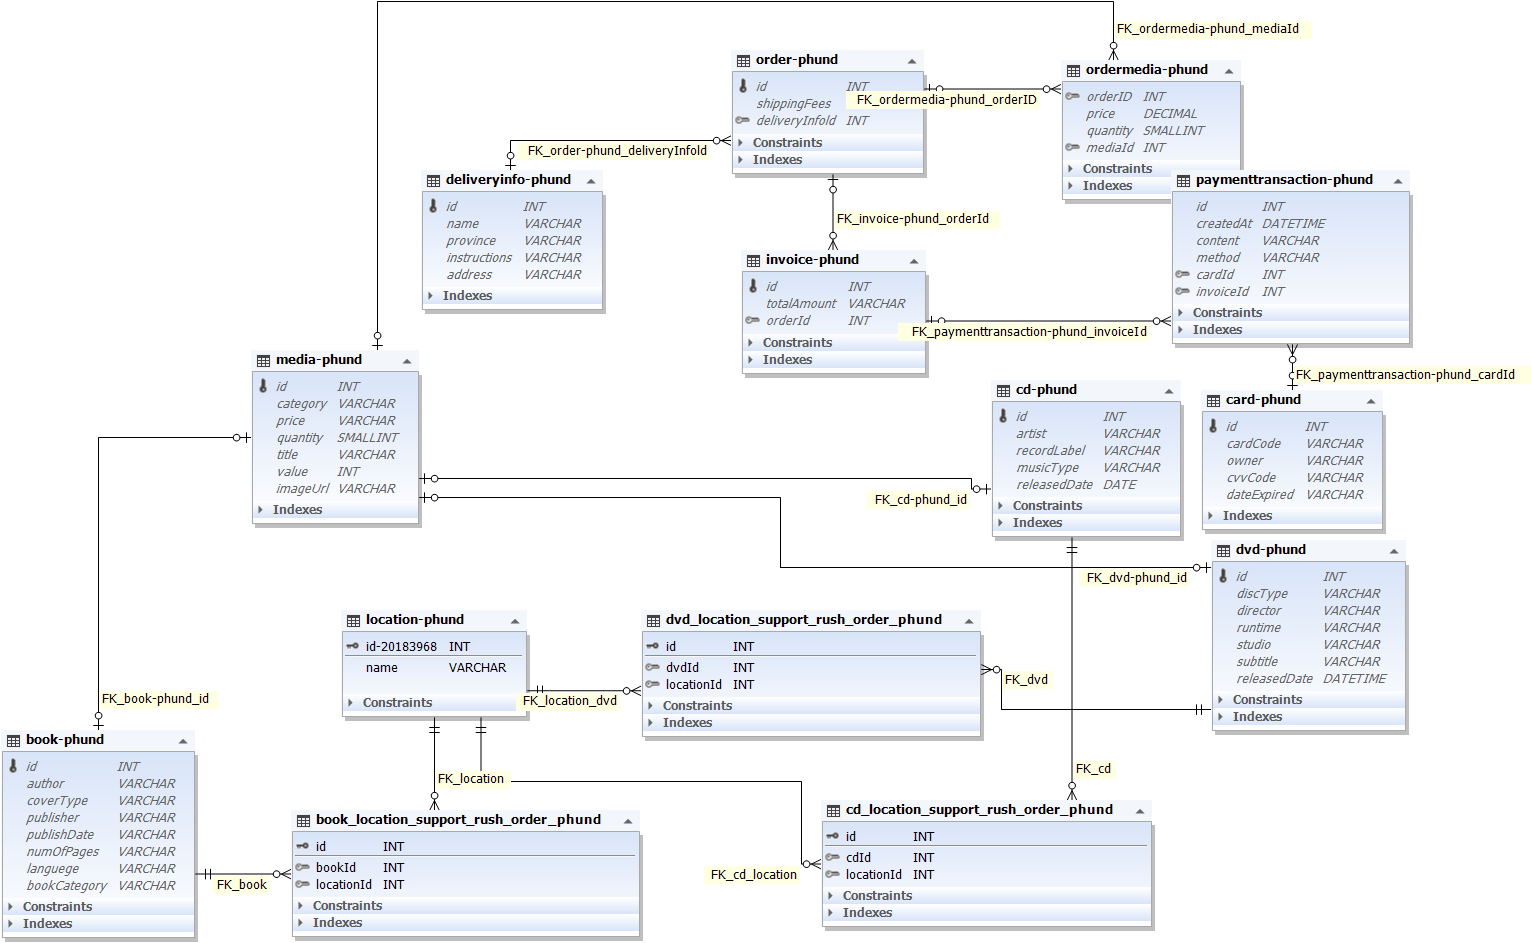 FK_ordermedia-phund_mediaId
order-phund
id INT
shippingFees
deliveryInfoId INT
Constraints
Indexes
FK_ordermedia-phund_orderID
ordermedia-phund
orderID INT
price DECIMAL
quantity SMALLINT
mediaId INT
Constraints
Indexes
FK_order-phund_deliveryInfoId
deliveryinfo-phund
id INT
name VARCHAR
province VARCHAR
instructions VARCHAR
address VARCHAR
Indexes
paymenttransaction-phund
id INT
createdAt DATETIME
content VARCHAR
method VARCHAR
cardId INT
invoiceId INT
Constraints
Indexes
FK_invoice-phund_orderId
invoice-phund
id INT
totalAmount VARCHAR
orderId INT
Constraints
Indexes
FK_paymenttransaction-phund_invoiceId
FK_paymenttransaction-phund_cardId
media-phund
id INT
category VARCHAR
price VARCHAR
quantity SMALLINT
title VARCHAR
value INT
imageUrl VARCHAR
Indexes
cd-phund
id INT
artist VARCHAR
recordLabel VARCHAR
musicType VARCHAR
releasedDate DATE
Constraints
Indexes
card-phund
id INT
cardCode VARCHAR
owner VARCHAR
cvvCode VARCHAR
dateExpired VARCHAR
Indexes
FK_cd-phund_id
FK_dvd-phund_id
dvd-phund
id INT
discType VARCHAR
director VARCHAR
runtime VARCHAR
studio VARCHAR
subtitle VARCHAR
releasedDate DATETIME
Constraints
Indexes
location-phund
id-20183968 INT
name VARCHAR
Constraints
FK_location_dvd
dvd_location_support_rush_order_phund
id INT
dvdId INT
locationId INT
Constraints
Indexes
FK_dvd
FK_book-phund_id
book-phund
id INT
author VARCHAR
coverType VARCHAR
publisher VARCHAR
publishDate VARCHAR
numOfPages VARCHAR
languege VARCHAR
bookCategory VARCHAR
Constraints
Indexes
FK_location
FK_cd
FK_book
book_location_support_rush_order_phund
id INT
bookId INT
locationId INT
Constraints
Indexes
FK_cd_location
cd_location_support_rush_order_phund
id INT
cdId INT
locationId INT
Constraints
Indexes